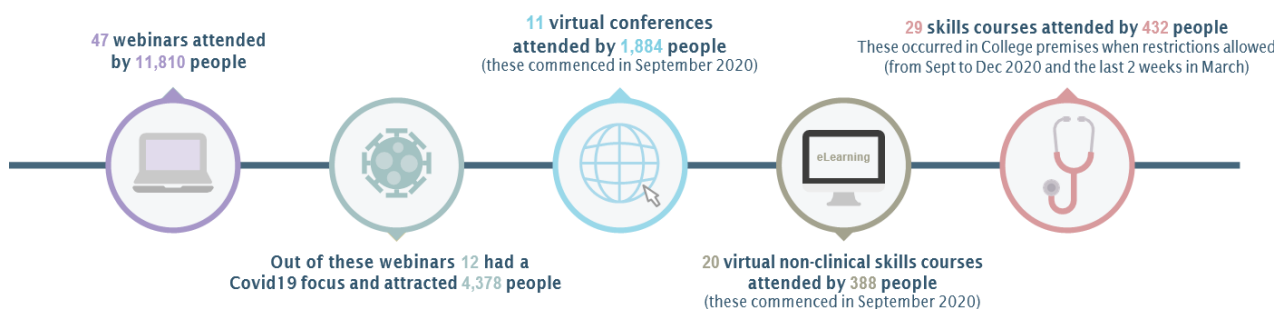 47 webinars attended
by 11,810 people
Out of these webinars 12 had a
Covid19 focus and attracted 4,378 people
11 virtual conferences
attended by 1,884 people
(these commenced in September 2020)
eLearning
20 virtual non-clinical skills courses
attended by 388 people
(these commenced in September 2020)
29 skills courses attended by 432 people
These occurred in College premises when restrictions allowed
(from Sept to Dec 2020 and the last 2 weeks in March)